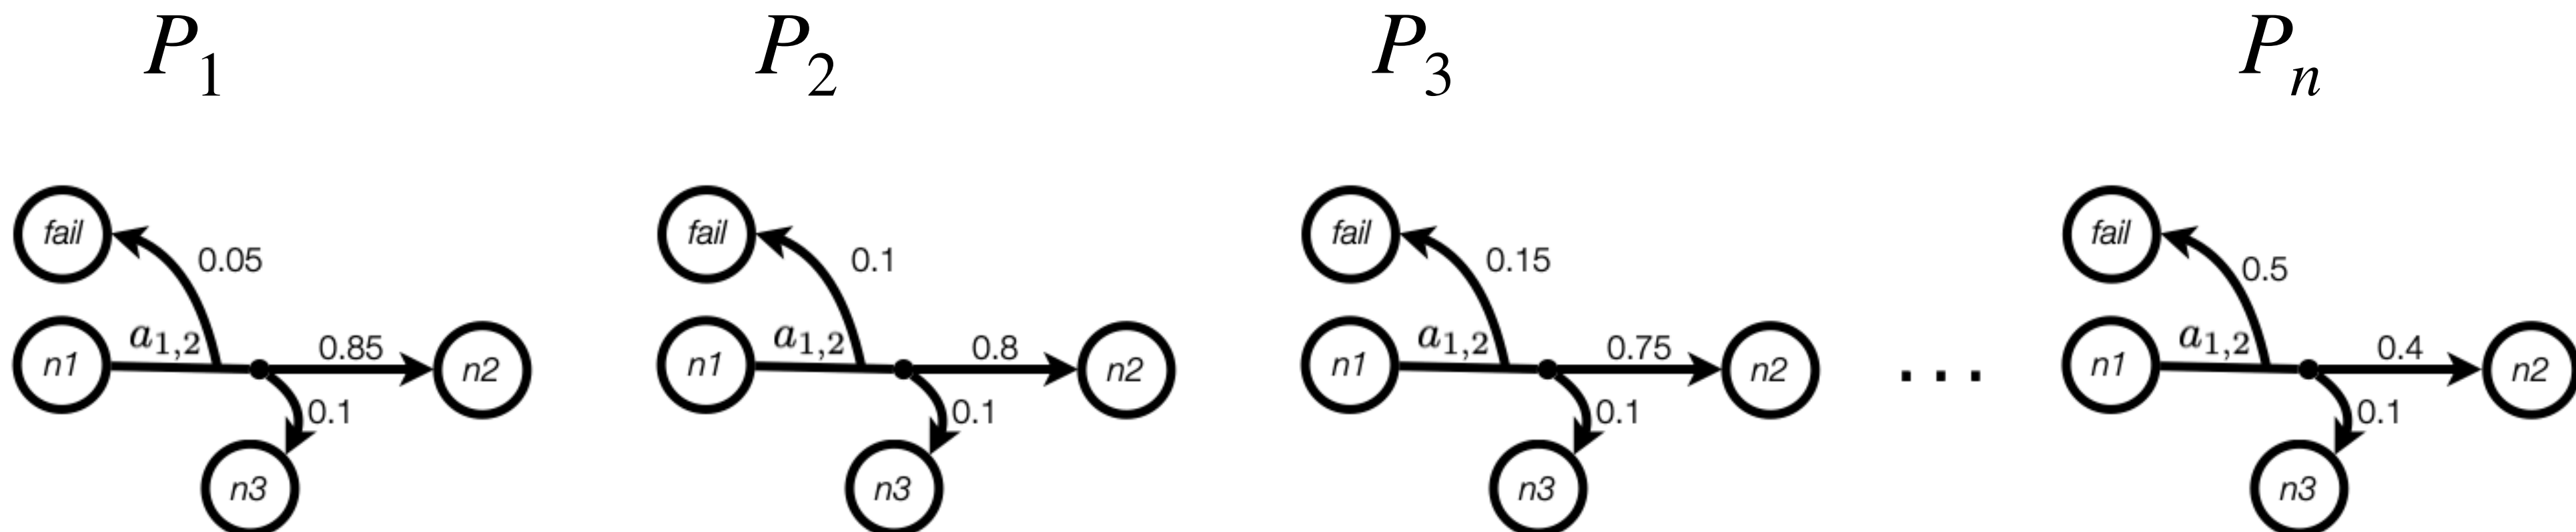 P1 P2 P3 Pn
fail fail fail fail
0.05 0.1 0.15 0.5
a1,2 0.85 a1,2 0.8 a1,2 0.75 a1,2 0.4
n1 n2 n1 n2 n1 n2 ... n1 n2
0.1 0.1 0.1 0.1
n3 n3 n3 n3